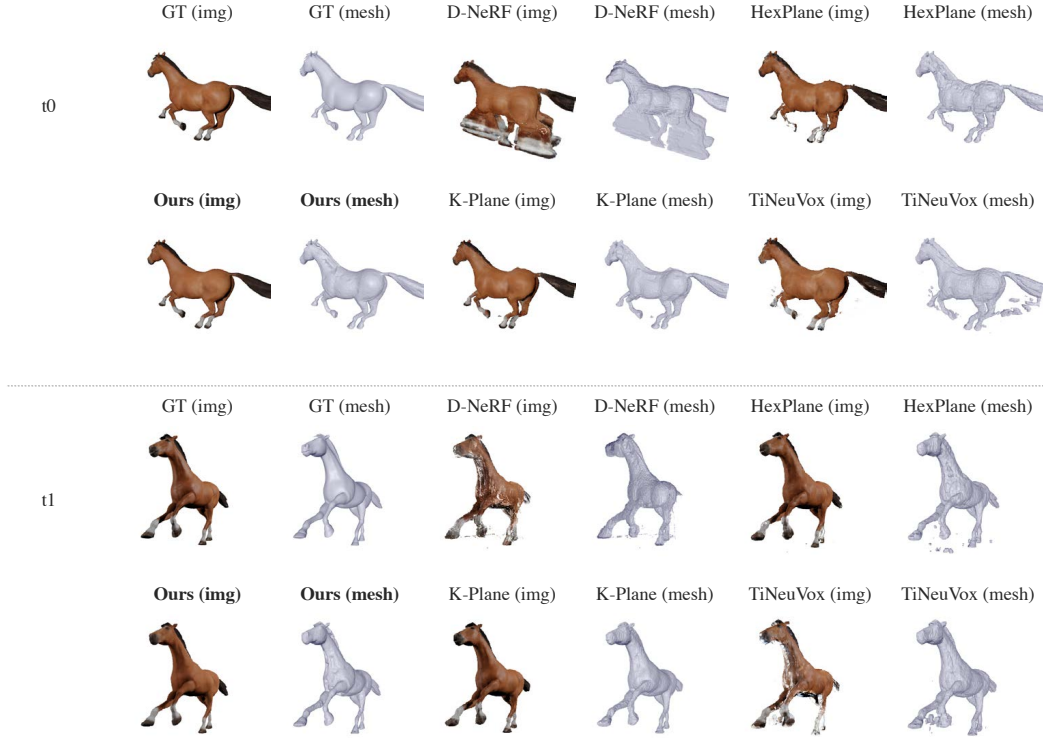 GT (img) GT (mesh) D-NeRF (img) D-NeRF (mesh) HexPlane (img) HexPlane (mesh)
t0
Ours (img) Ours (mesh) K-Plane (img) K-Plane (mesh) TiNeuVox (img) TiNeuVox (mesh)
GT (img) GT (mesh) D-NeRF (img) D-NeRF (mesh) HexPlane (img) HexPlane (mesh)
t1
Ours (img) Ours (mesh) K-Plane (img) K-Plane (mesh) TiNeuVox (img) TiNeuVox (mesh)